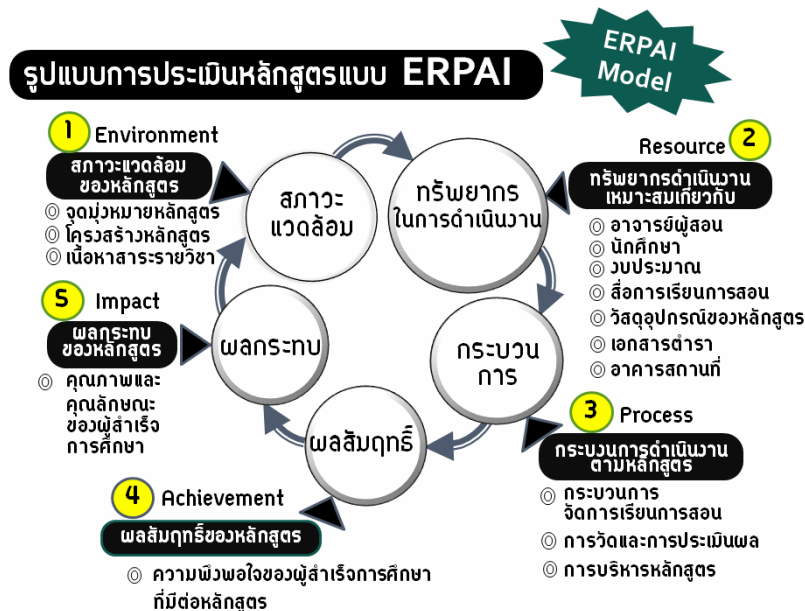 รูปแบบการประเมินหลักสูตรแบบ ERPAI
ERPAI
Model
1 Environment
สภาวะแวดล้อม
ของหลักสูตร
◎ จุดมุ่งหมายหลักสูตร
◎ โครงสร้างหลักสูตร
◎ เนื้อหาสาระรายวิชา
สภาวะ
แวดล้อม
ทรัพยากร
ในการดำเนินงาน
Resource 2
ทรัพยากรดำเนินงาน
เหมาะสมเกี่ยวกับ
◎ อาจารย์ผู้สอน
◎ นักศึกษา
◎ งบประมาณ
◎ สื่อการเรียนการสอน
◎ วัสดุอุปกรณ์ของหลักสูตร
◎ เอกสารตำรา
◎ อาคารสถานที่
5 Impact
ผลกระทบ
ของหลักสูตร
◎ คุณภาพและ
คุณลักษณะ
ของผู้สำเร็จ
การศึกษา
ผลกระทบ
กระบวน
การ
ผลสัมฤทธิ์
3 Process
กระบวนการดำเนินงาน
ตามหลักสูตร
◎ กระบวนการ
จัดการเรียนการสอน
◎ การวัดและการประเมินผล
◎ การบริหารหลักสูตร
4 Achievement
ผลสัมฤทธิ์ของหลักสูตร
◎ ความพึงพอใจของผู้สำเร็จการศึกษา
ที่มีต่อหลักสูตร